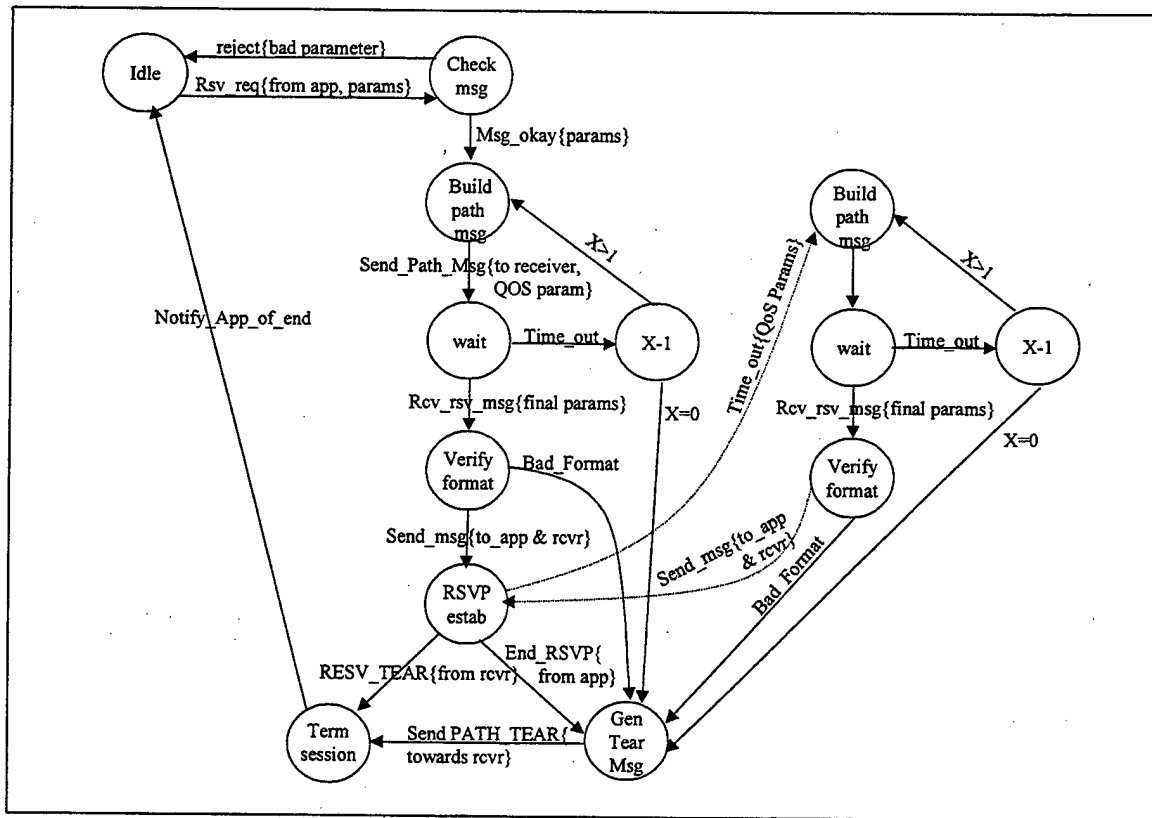 reject{bad parameter}
Idle
Check
msg
Rsv_req{from app, params}
Msg_okay{params}
Build
path
msg
Build
path
msg
X>1
X>1
Send_Path_Msg{to receiver,
QOS param}
Time_out{QoS Params}
Notify_App_of_end
wait
Time_out
X-1
wait
Time_out
X-1
Rcv_rsv_msg{final params}
X=0
Rcv_rsv_msg{final params}
X=0
Verify
format
Bad_Format
Verify
format
Send_msg{to_app & rcvr}
Send_msg{to_app
& rcvr}
Bad_Format
RSVP
estab
RESV_TEAR{from rcvr}
End_RSVP{
from app}
Term
session
Send PATH_TEAR{
towards rcvr}
Gen
Tear
Msg